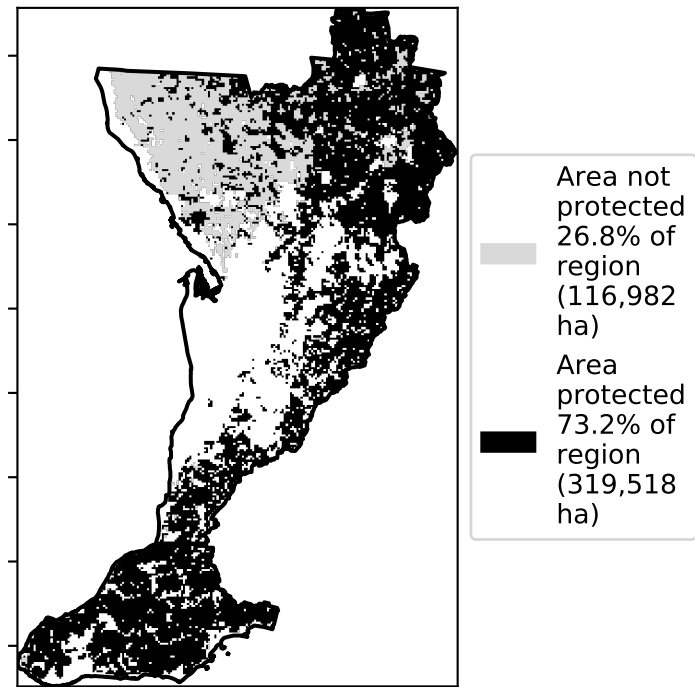 Area not
protected
26.8% of
region
(116,982
ha)
Area
protected
73.2% of
region
(319,518
ha)